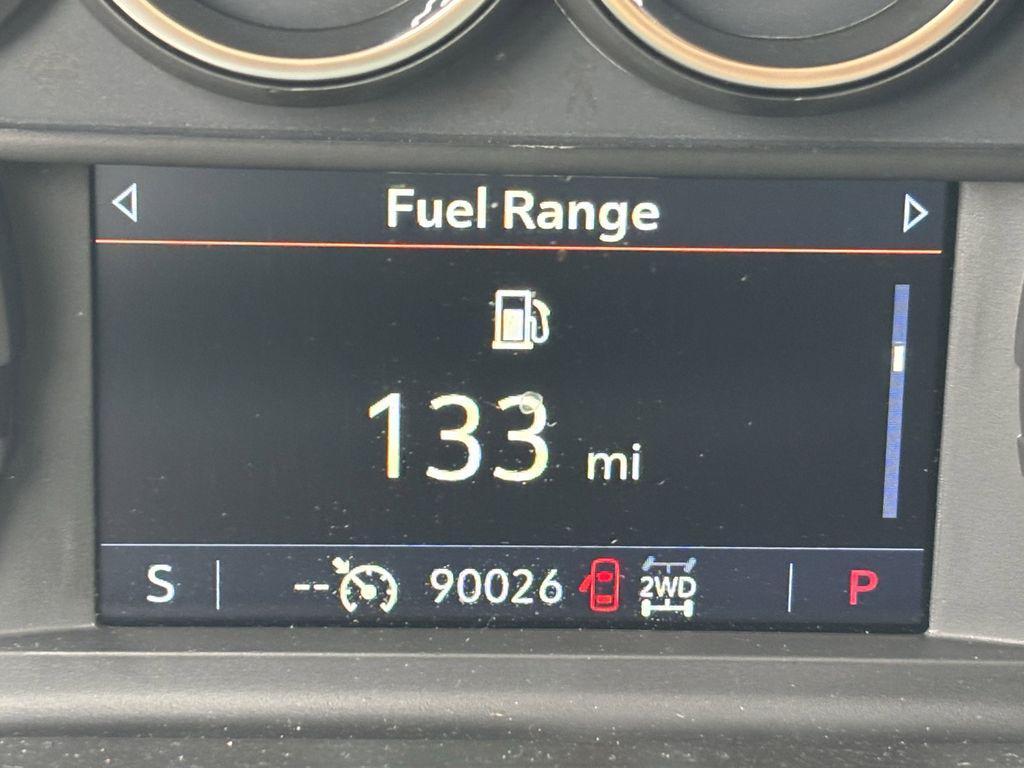 Fuel Range
133 mi
S -- 90026 2WD P